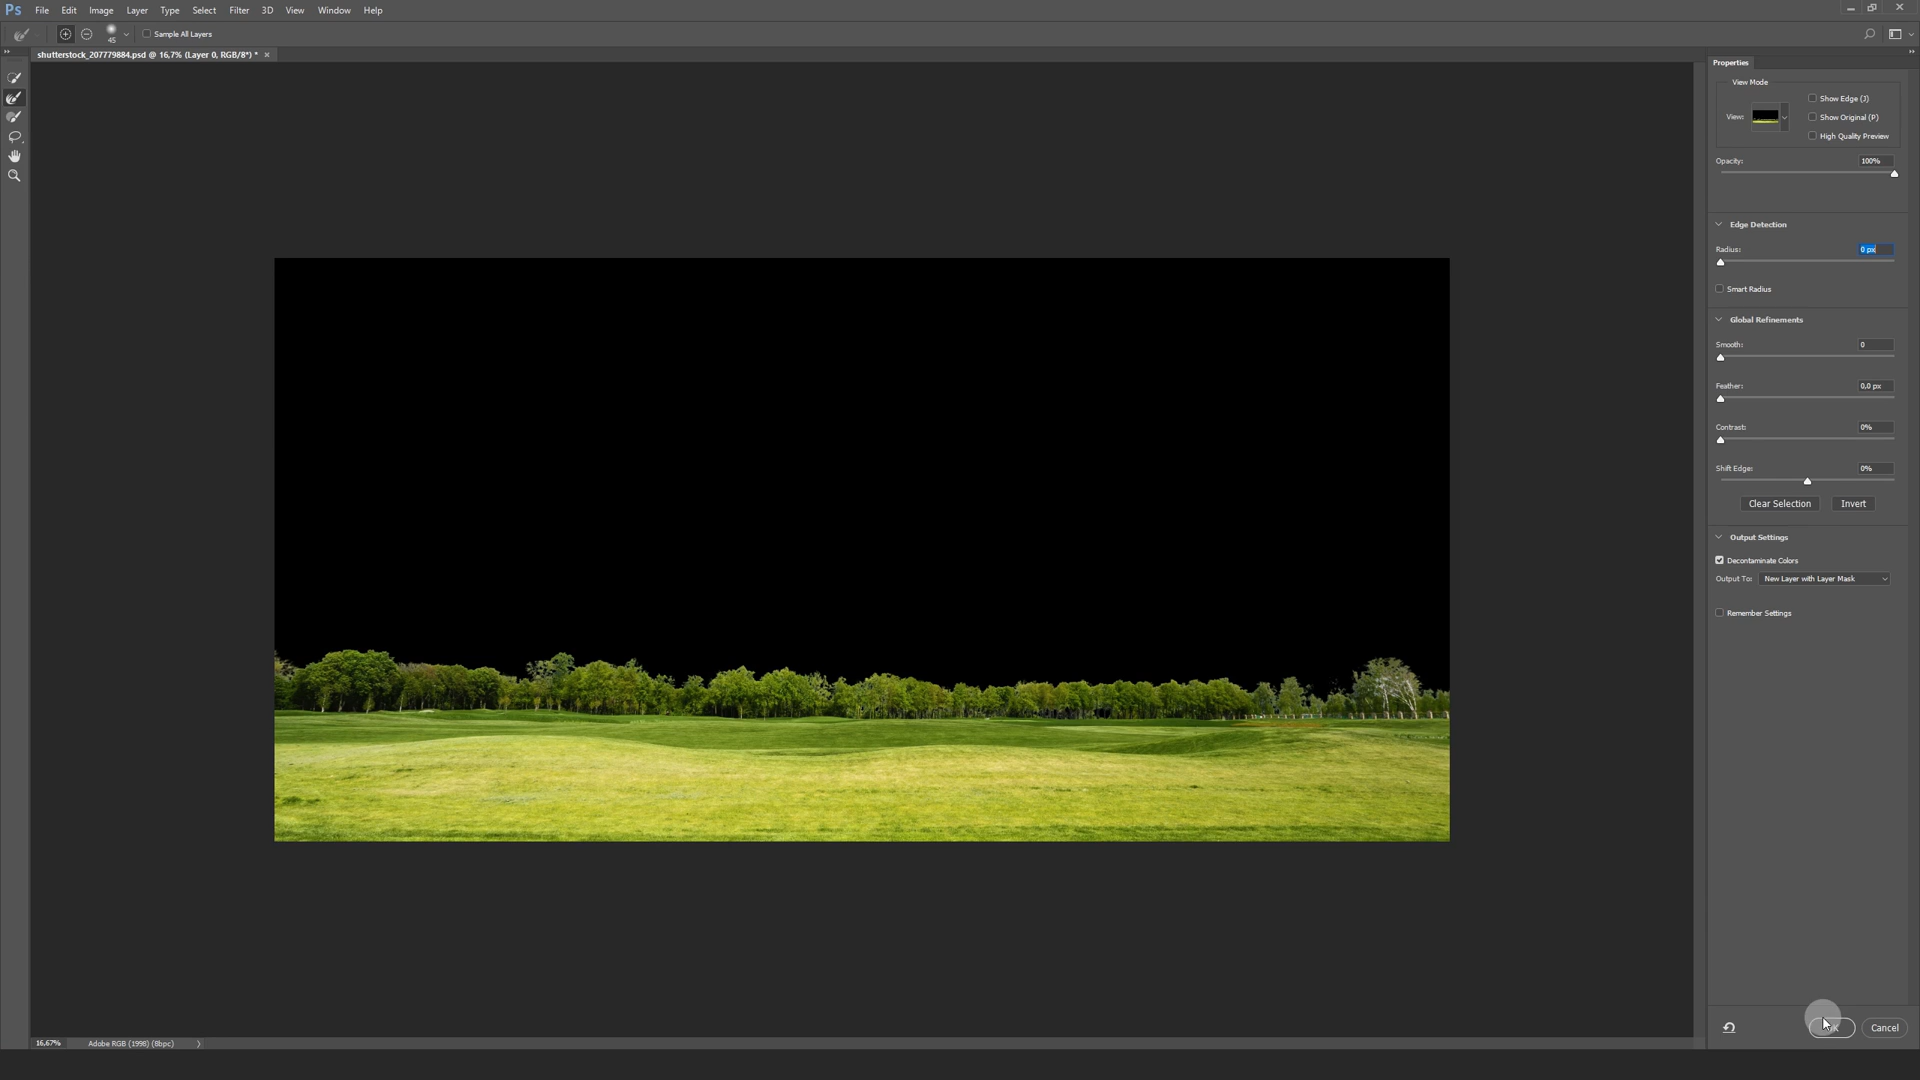 Ps File Edit Image Layer Type Select Filter 3D View Window Help
45 Sample All Layers
shutterstock_207779884.psd @ 16,7% (Layer 0, RGB/8*) *
Properties
View Mode
View:
Show Edge (J)
Show Original (P)
High Quality Preview
Opacity: 100%
Edge Detection
Radius: 0 px
Smart Radius
Global Refinements
Smooth: 0
Feather: 0,0 px
Contrast: 0%
Shift Edge: 0%
Clear Selection Invert
Output Settings
Decontaminate Colors
Output To: New Layer with Layer Mask
Remember Settings
Cancel
16,67% Adobe RGB (1998) (8bpc)